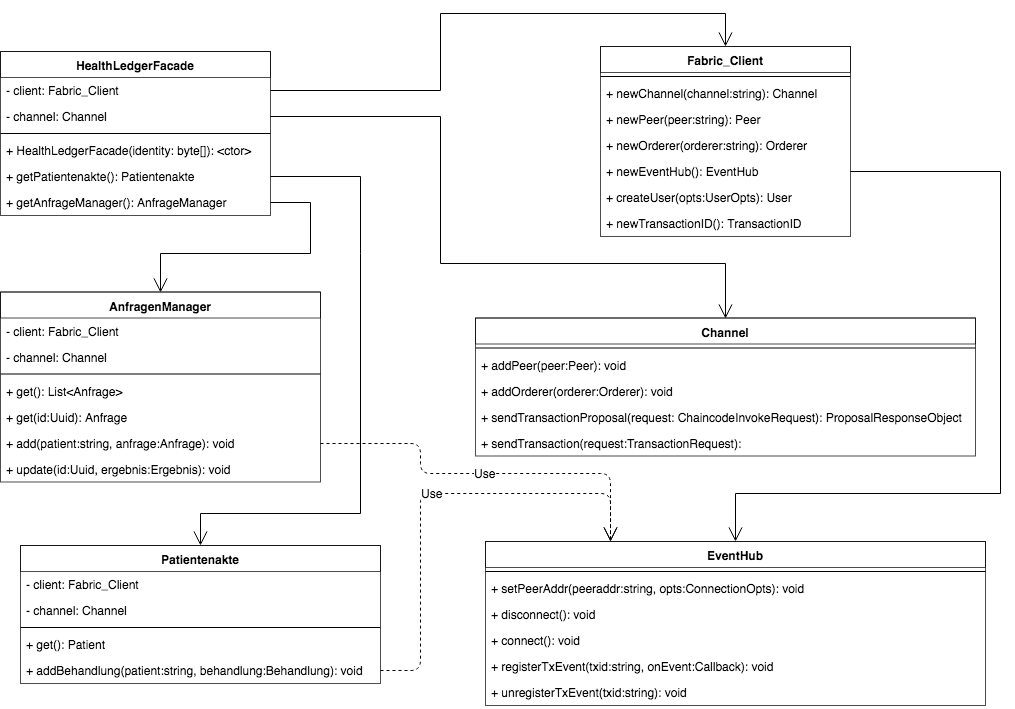 HealthLedgerFacade
- client: Fabric_Client
- channel: Channel
+ HealthLedgerFacade(identity: byte[]): <ctor>
+ getPatientenakte(): Patientenakte
+ getAnfrageManager(): AnfrageManager
Fabric_Client
+ newChannel(channel:string): Channel
+ newPeer(peer:string): Peer
+ newOrderer(orderer:string): Orderer
+ newEventHub(): EventHub
+ createUser(opts:UserOpts): User
+ newTransactionID(): TransactionID
AnfragenManager
- client: Fabric_Client
- channel: Channel
+ get(): List<Anfrage>
+ get(id:Uuid): Anfrage
+ add(patient:string, anfrage:Anfrage): void
+ update(id:Uuid, ergebnis:Ergebnis): void
Channel
+ addPeer(peer:Peer): void
+ addOrderer(orderer:Orderer): void
+ sendTransactionProposal(request: ChaincodeInvokeRequest): ProposalResponseObject
+ sendTransaction(request:TransactionRequest):
Use
Use
Patientenakte
- client: Fabric_Client
- channel: Channel
+ get(): Patient
+ addBehandlung(patient:string, behandlung:Behandlung): void
EventHub
+ setPeerAddr(peeraddr:string, opts:ConnectionOpts): void
+ disconnect(): void
+ connect(): void
+ registerTxEvent(txid:string, onEvent:Callback): void
+ unregisterTxEvent(txid:string): void